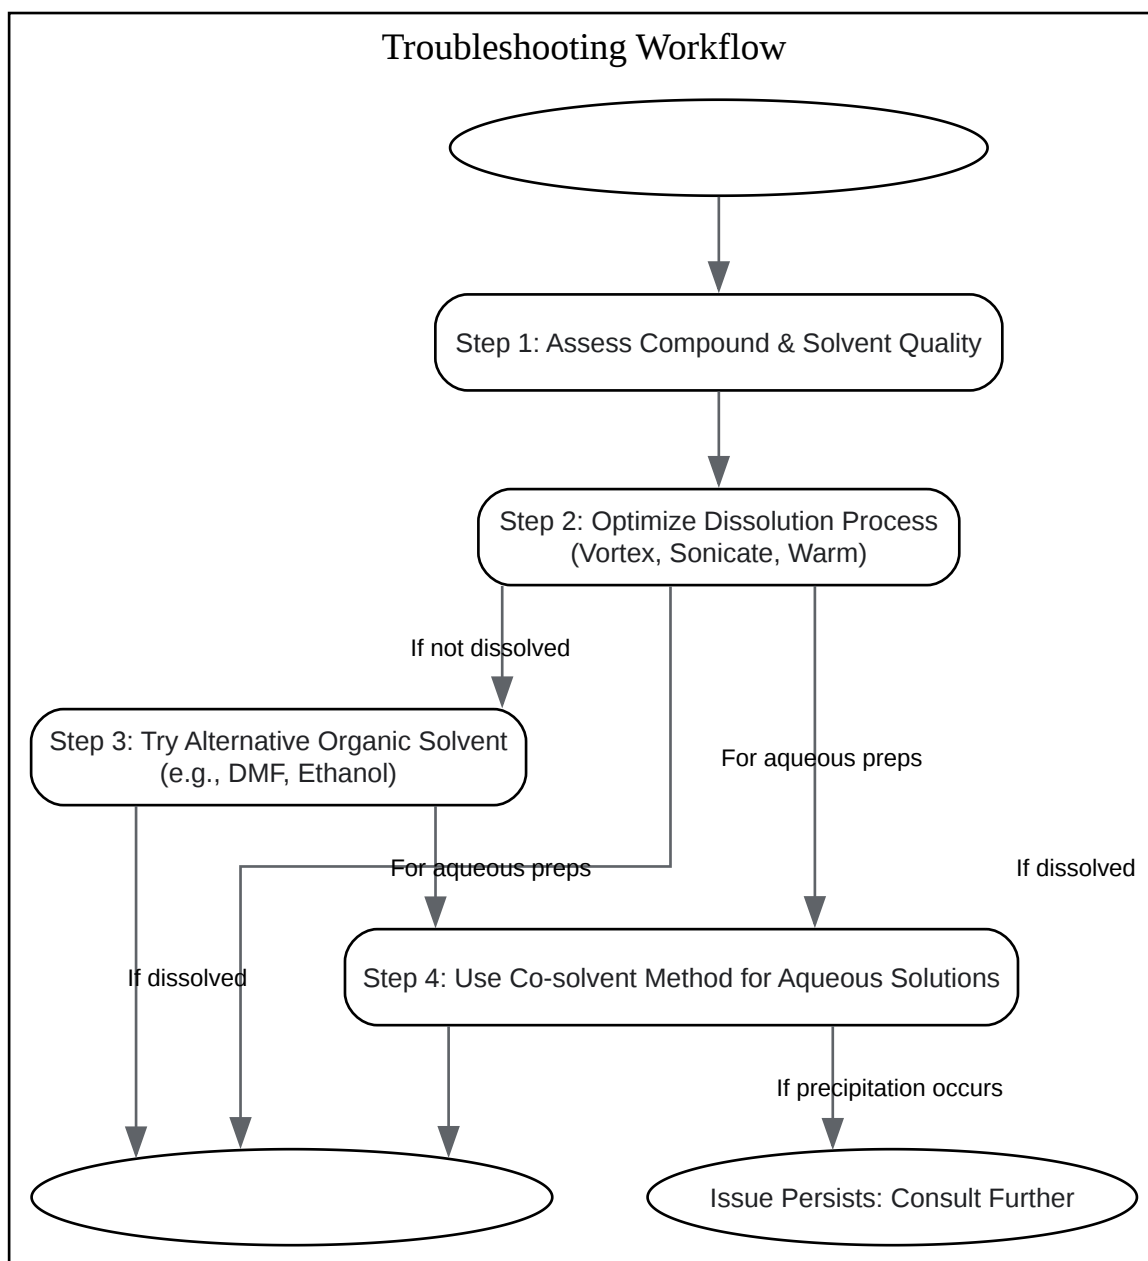 Troubleshooting Workflow
Step 1: Assess Compound & Solvent Quality
Step 2: Optimize Dissolution Process
(Vortex, Sonicate, Warm)
If not dissolved
Step 3: Try Alternative Organic Solvent
(e.g., DMF, Ethanol)
For aqueous preps
For aqueous preps
If dissolved
If dissolved
Step 4: Use Co-solvent Method for Aqueous Solutions
If precipitation occurs
Issue Persists: Consult Further